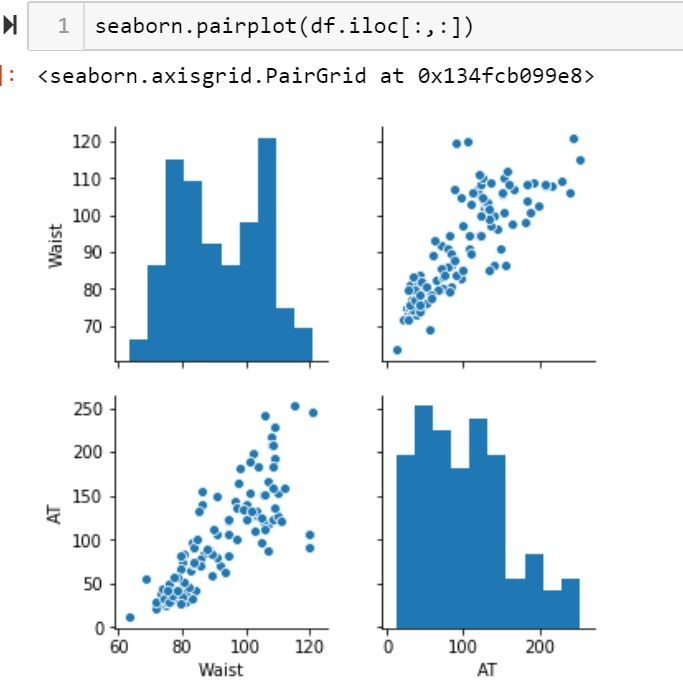 1 seaborn.pairplot(df.iloc[:,:])
: <seaborn.axisgrid.PairGrid at 0x134fcb099e8>
120
110
100
90
80
70
Waist
250
200
150
100
50
0
AT
60 80 100 120
Waist
0 100 200
AT